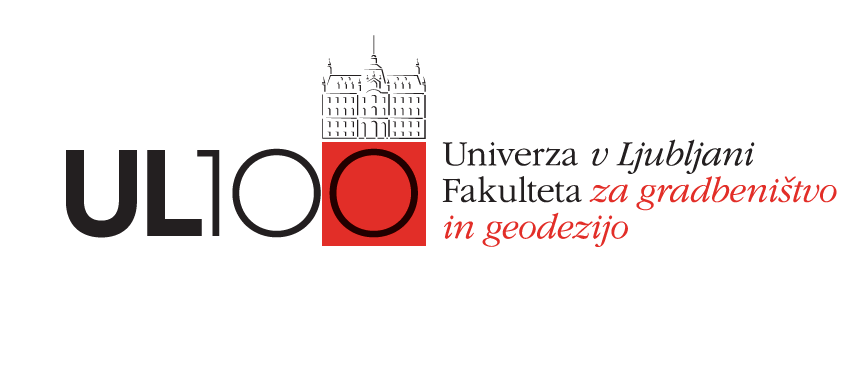 UL100
Univerza v Ljubljani
Fakulteta za gradbeništvo
in geodezijo